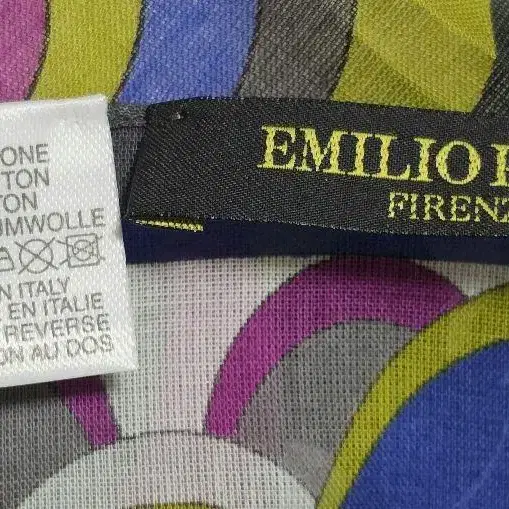 ONE
TON
TON
UMWOLLE
N ITALY
EN ITALIE
REVERSE
ON AU DOS
EMILIO
FIRENZ